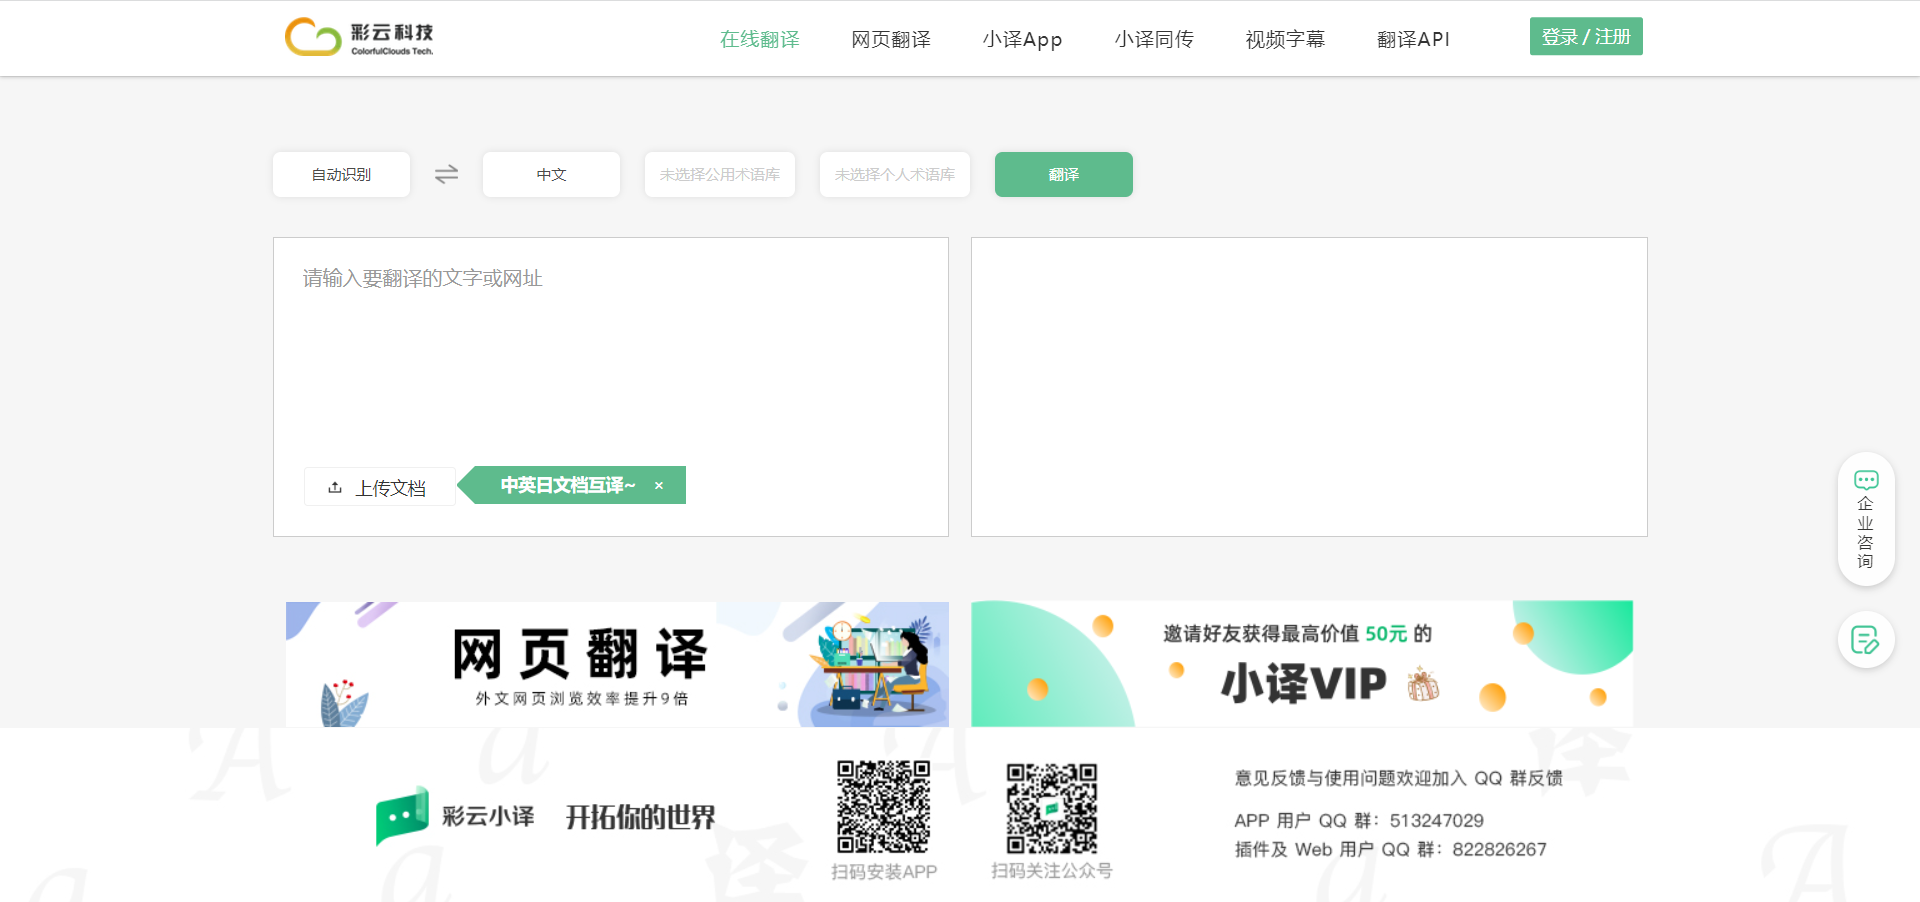 彩云科技
ColorfulClouds Tech.
在线翻译
网页翻译
小译App
小译同传
视频字幕
翻译API
登录 / 注册
自动识别
中文
未选择公用术语库
未选择个人术语库
翻译
请输入要翻译的文字或网址
上传文档
中英日文档互译~ ×
企业咨询
网页翻译
外文网页浏览效率提升9倍
邀请好友获得最高价值 50元 的
小译VIP
彩云小译 开拓你的世界
扫码安装APP
扫码关注公众号
意见反馈与使用问题欢迎加入 QQ 群反馈
APP 用户 QQ 群：513247029
插件及 Web 用户 QQ 群：822826267
A
a
A
译
a
a
译
a
A